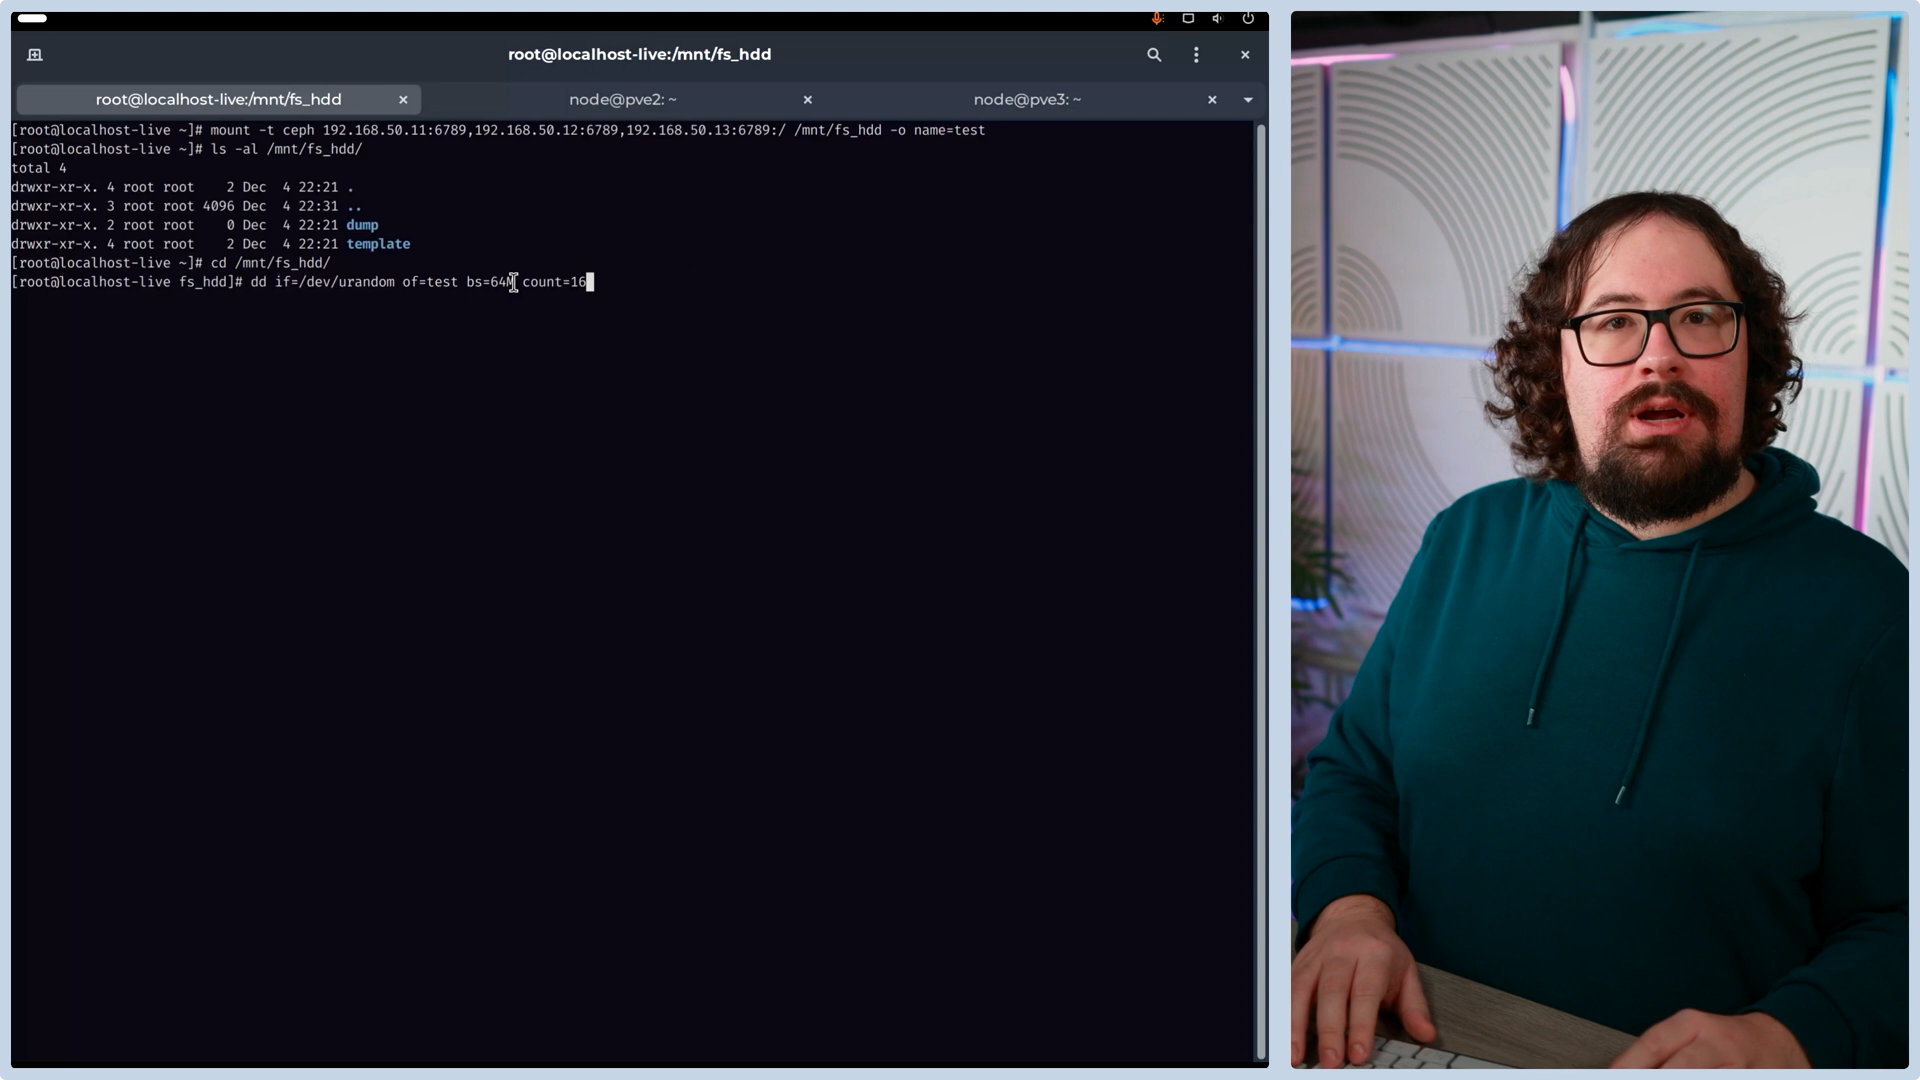 root@localhost-live:/mnt/fs_hdd
root@localhost-live:/mnt/fs_hdd
node@pve2: ~
node@pve3: ~
[root@localhost-live ~]# mount -t ceph 192.168.50.11:6789,192.168.50.12:6789,192.168.50.13:6789:/ /mnt/fs_hdd -o name=test
[root@localhost-live ~]# ls -al /mnt/fs_hdd/
total 4
drwxr-xr-x. 4 root root    2 Dec  4 22:21 .
drwxr-xr-x. 3 root root 4096 Dec  4 22:31 ..
drwxr-xr-x. 2 root root    0 Dec  4 22:21 dump
drwxr-xr-x. 4 root root    2 Dec  4 22:21 template
[root@localhost-live ~]# cd /mnt/fs_hdd/
[root@localhost-live fs_hdd]# dd if=/dev/urandom of=test bs=64M count=16